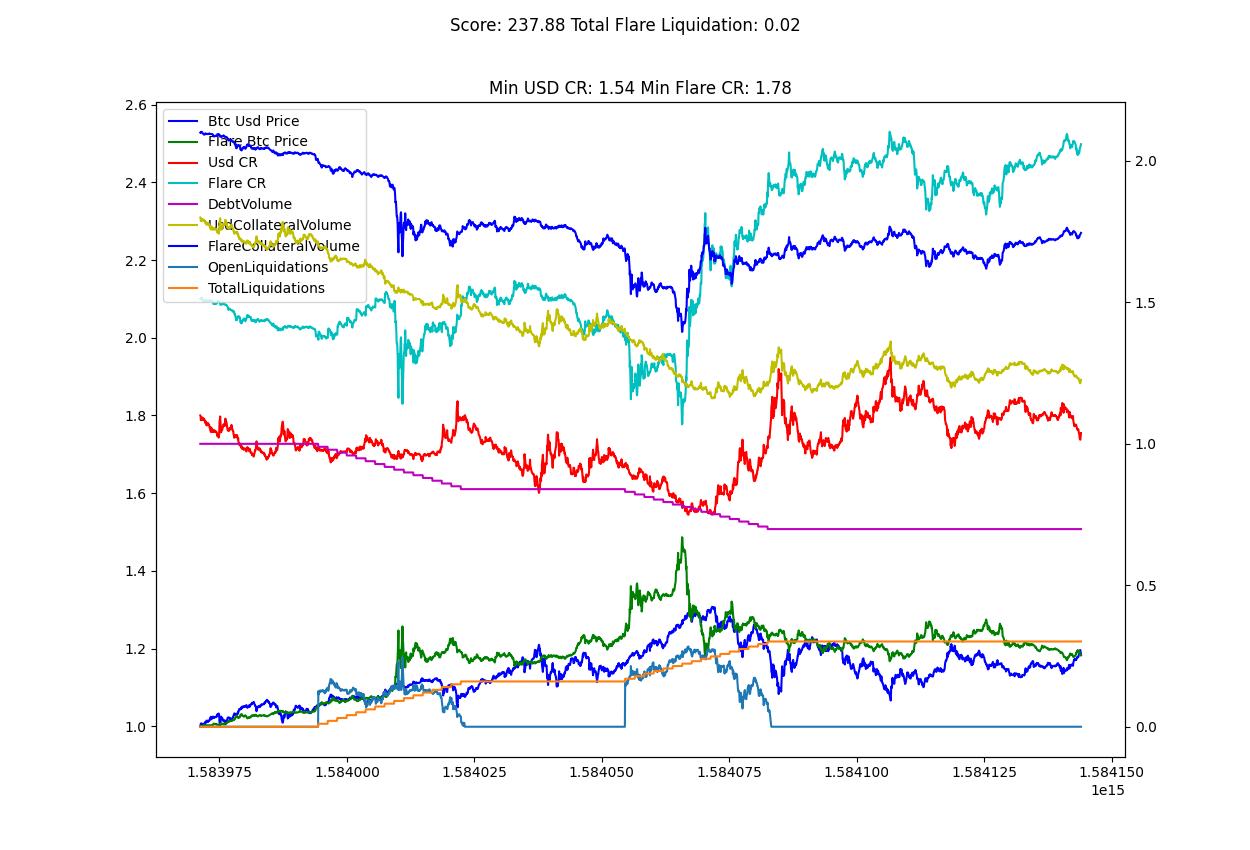 Score: 237.88 Total Flare Liquidation: 0.02
Min USD CR: 1.54 Min Flare CR: 1.78
Btc Usd Price
Flare Btc Price
Usd CR
Flare CR
DebtVolume
UsdCollateralVolume
FlareCollateralVolume
OpenLiquidations
TotalLiquidations
2.6
2.4
2.2
2.0
1.8
1.6
1.4
1.2
1.0
2.0
1.5
1.0
0.5
0.0
1.583975 1.584000 1.584025 1.584050 1.584075 1.584100 1.584125 1.584150
1e15